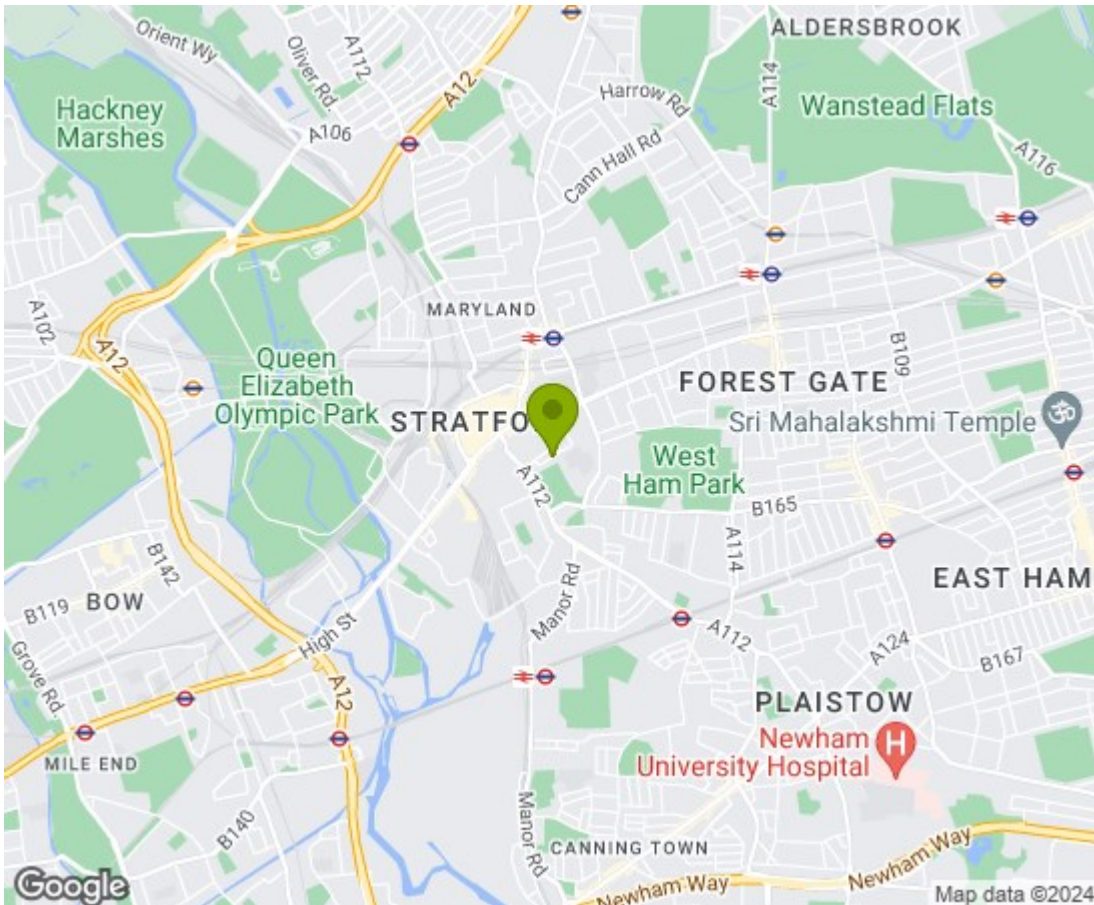 Orient Wy
Oliver Rd.
A112
A12
ALDERSBROOK
A114
Harrow Rd
Wanstead Flats
Hackney
Marshes
A106
Cann Hall Rd
A116
A102
A12
MARYLAND
B109
Queen
Elizabeth
Olympic Park
FOREST GATE
STRATFO
Sri Mahalakshmi Temple
West
Ham Park
A112
B165
A114
B142
EAST HAM
B119
BOW
Manor Rd
High St
A112
A124
B167
Grove Rd.
A12
PLAISTOW
Newham
University Hospital
H
MILE END
B140
Manor Rd
CANNING TOWN
Newham Way
Newham Way
Google
Map data ©2024